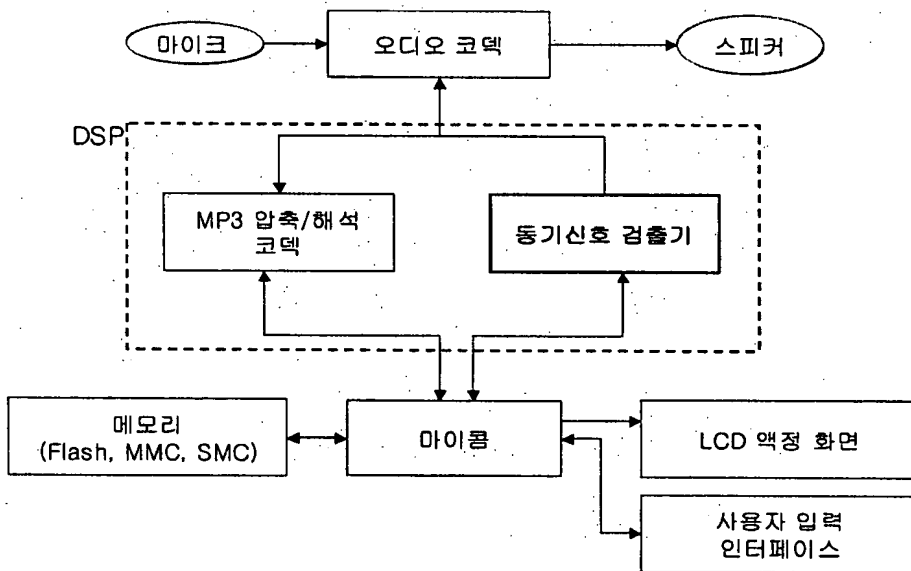 마이크
오디오 코덱
스피커
DSP
MP3 압축/해석
코덱
동기신호 검출기
메모리
(Flash, MMC, SMC)
마이콤
LCD 액정 화면
사용자 입력
인터페이스